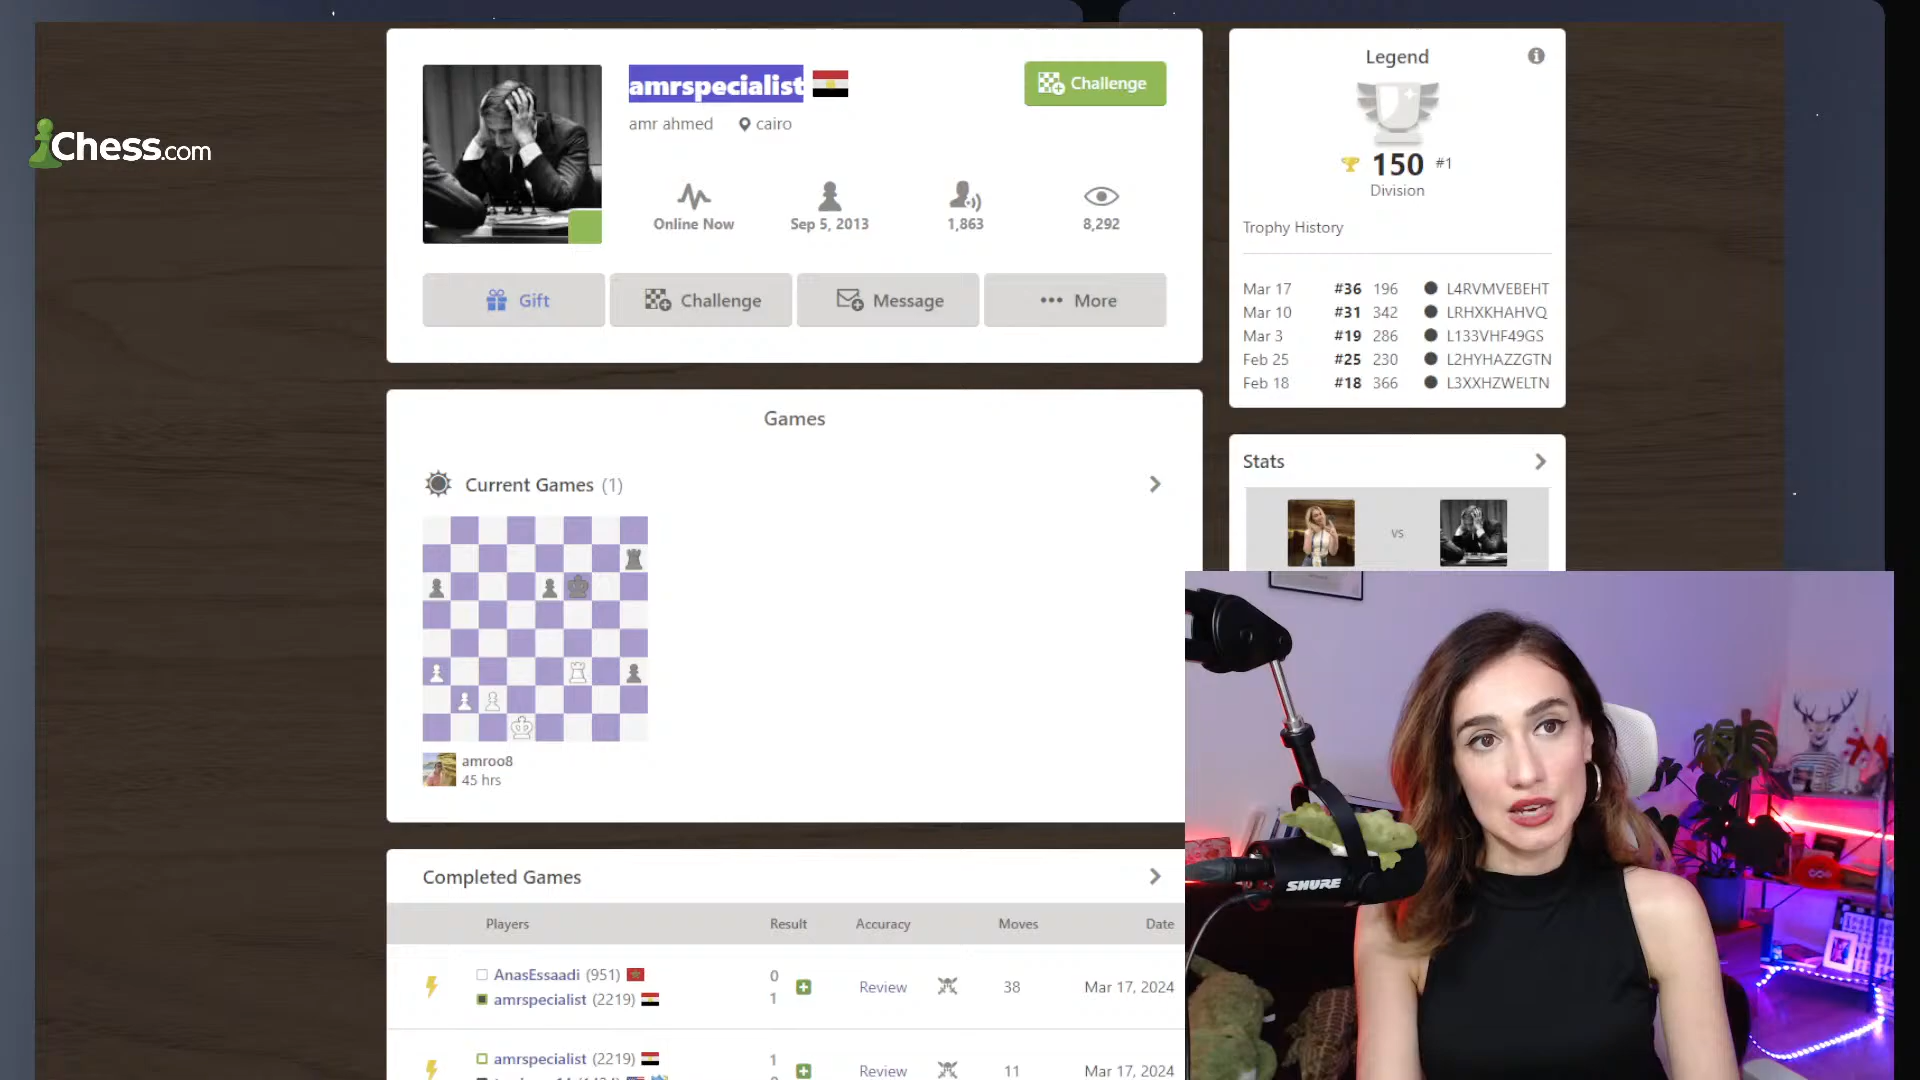 Chess.com
amrspecialist
amr ahmed cairo
Challenge
Online Now Sep 5, 2013 1,863 8,292
Gift Challenge Message More
Legend
150 #1
Division
Trophy History
Mar 17 #36 196 L4RVMVEBEHT
Mar 10 #31 342 LRHXKHAHVQ
Mar 3 #19 286 L133VHF49GS
Feb 25 #25 230 L2HYHAZZGTN
Feb 18 #18 366 L3XXHZWELTN
Stats
vs
Games
Current Games (1)
amroo8
45 hrs
Completed Games
Players Result Accuracy Moves Date
AnasEssaadi (951) 0
amrspecialist (2219) 1
Review 38 Mar 17, 2024
amrspecialist (2219) 1
Review 11 Mar 17, 2024
SHURE